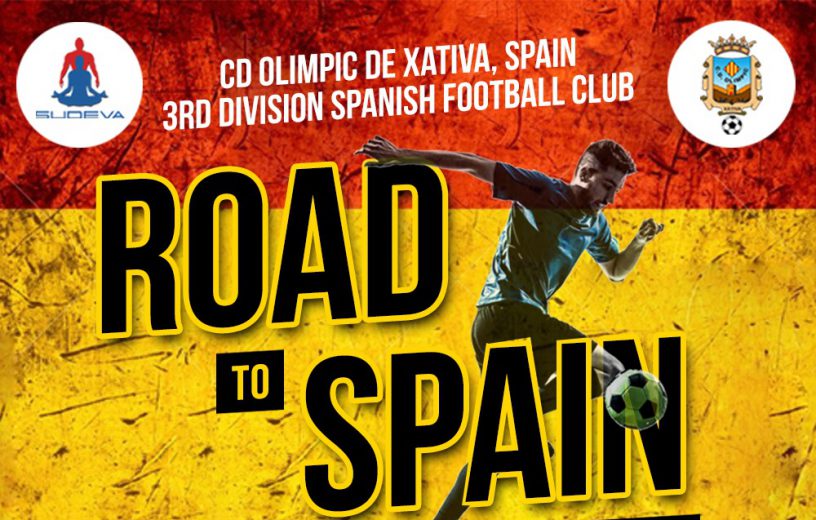 CD OLIMPIC DE XATIVA, SPAIN
3RD DIVISION SPANISH FOOTBALL CLUB
SUDEVA
ROAD
TO
SPAIN